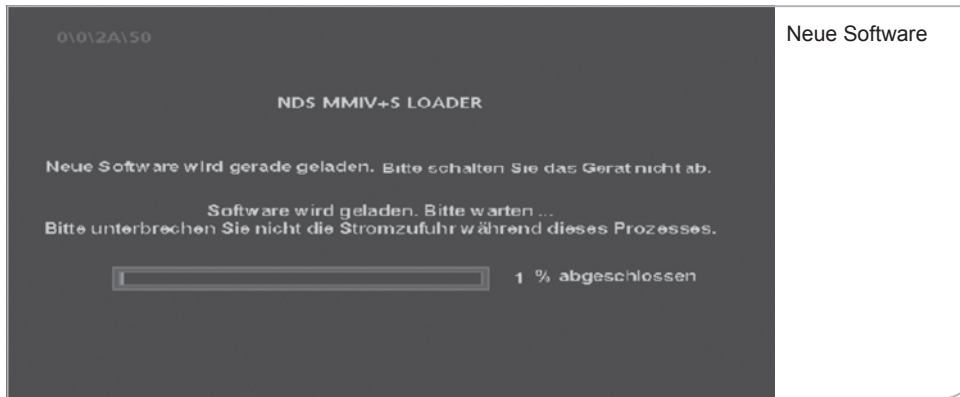 0\0\2A\50
Neue Software
NDS MMIV+S LOADER
Neue Software wird gerade geladen. Bitte schalten Sie das Gerät nicht ab.
Software wird geladen. Bitte warten ...
Bitte unterbrechen Sie nicht die Stromzufuhr während dieses Prozesses.
1 % abgeschlossen